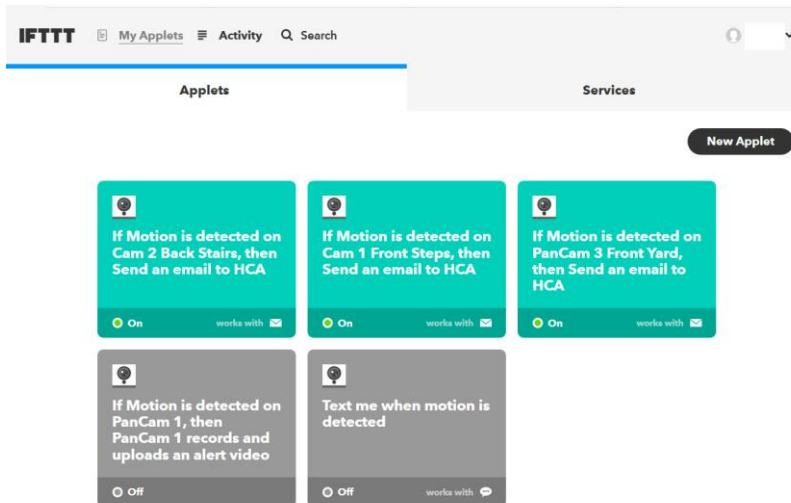 IFTTT My Applets Activity Search
Applets Services
New Applet
If Motion is detected on
Cam 2 Back Stairs, then
Send an email to HCA
On works with
If Motion is detected on
Cam 1 Front Steps, then
Send an email to HCA
On works with
If Motion is detected on
PanCam 3 Front Yard,
then Send an email to
HCA
On works with
If Motion is detected on
PanCam 1, then
PanCam 1 records and
uploads an alert video
Off
Text me when motion is
detected
Off works with